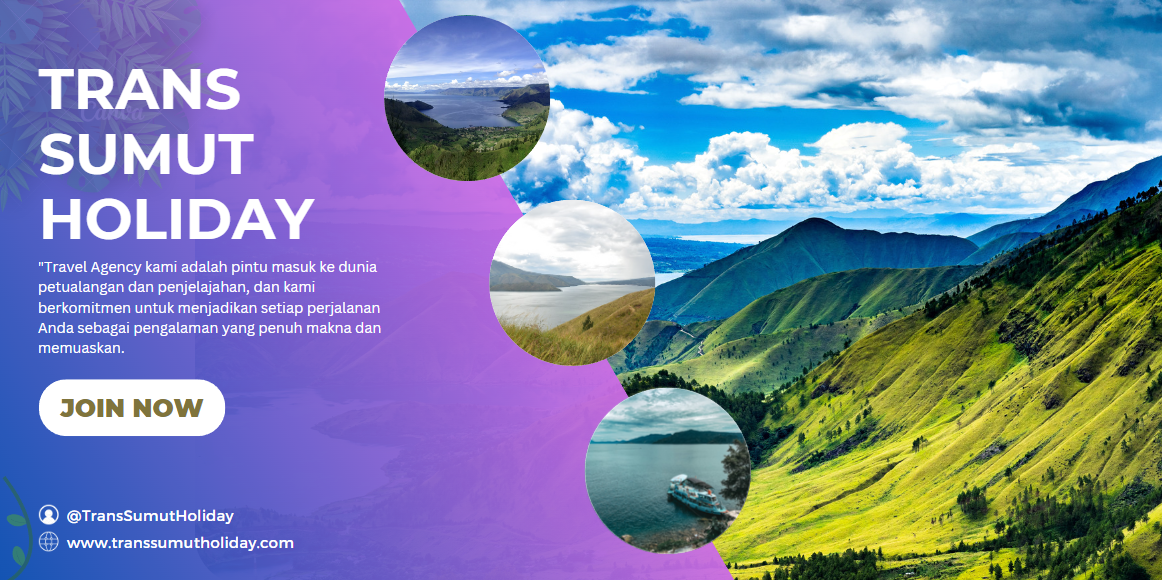 TRANS
SUMUT
HOLIDAY
"Travel Agency kami adalah pintu masuk ke dunia
petualangan dan penjelajahan, dan kami
berkomitmen untuk menjadikan setiap perjalanan
Anda sebagai pengalaman yang penuh makna dan
memuaskan.
JOIN NOW
@TransSumutHoliday
www.transsumutholiday.com